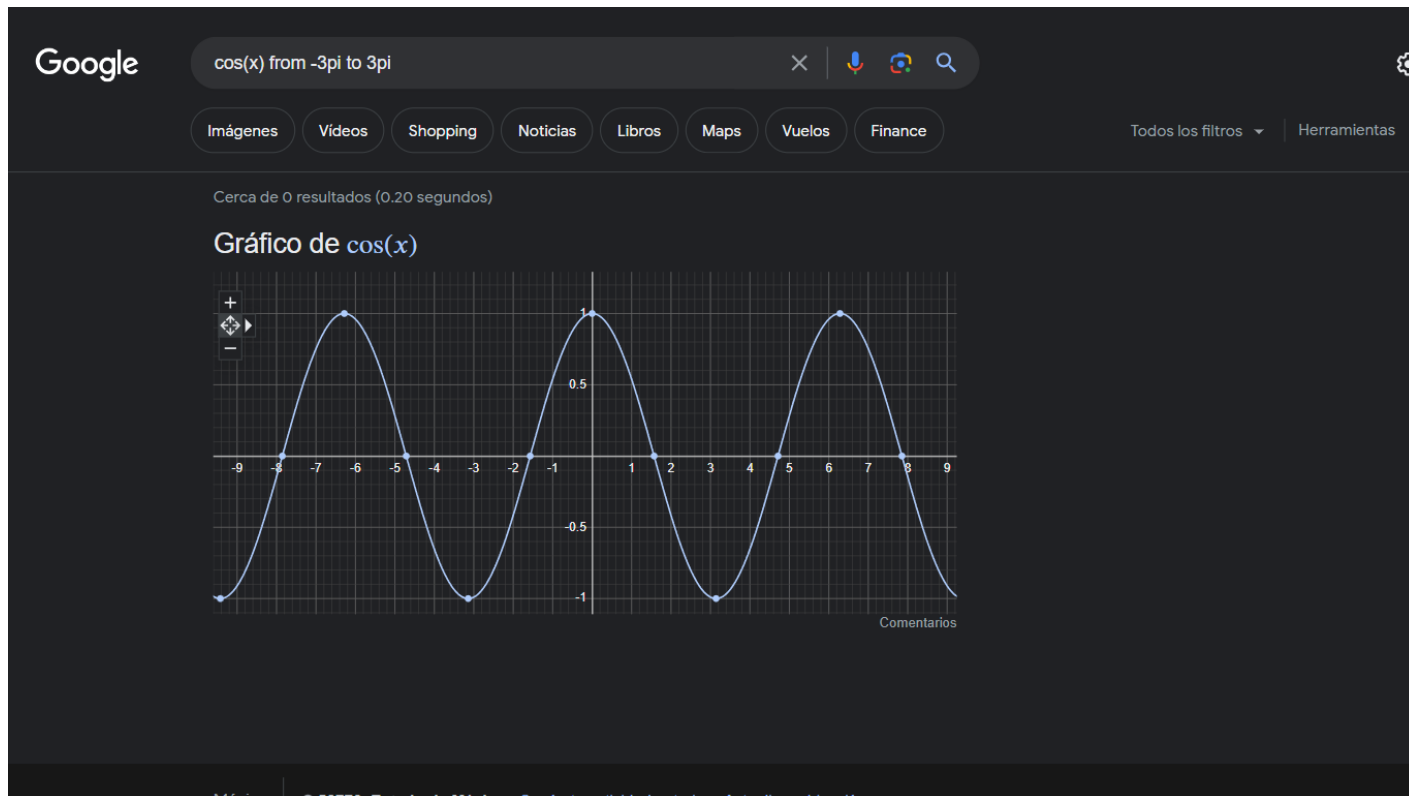 Google
cos(x) from -3pi to 3pi
Imágenes Vídeos Shopping Noticias Libros Maps Vuelos Finance Todos los filtros Herramientas
Cerca de 0 resultados (0.20 segundos)
Gráfico de cos(x)
+
−
1
0.5
-9 -8 -7 -6 -5 -4 -3 -2 -1 1 2 3 4 5 6 7 8 9
-0.5
-1
Comentarios